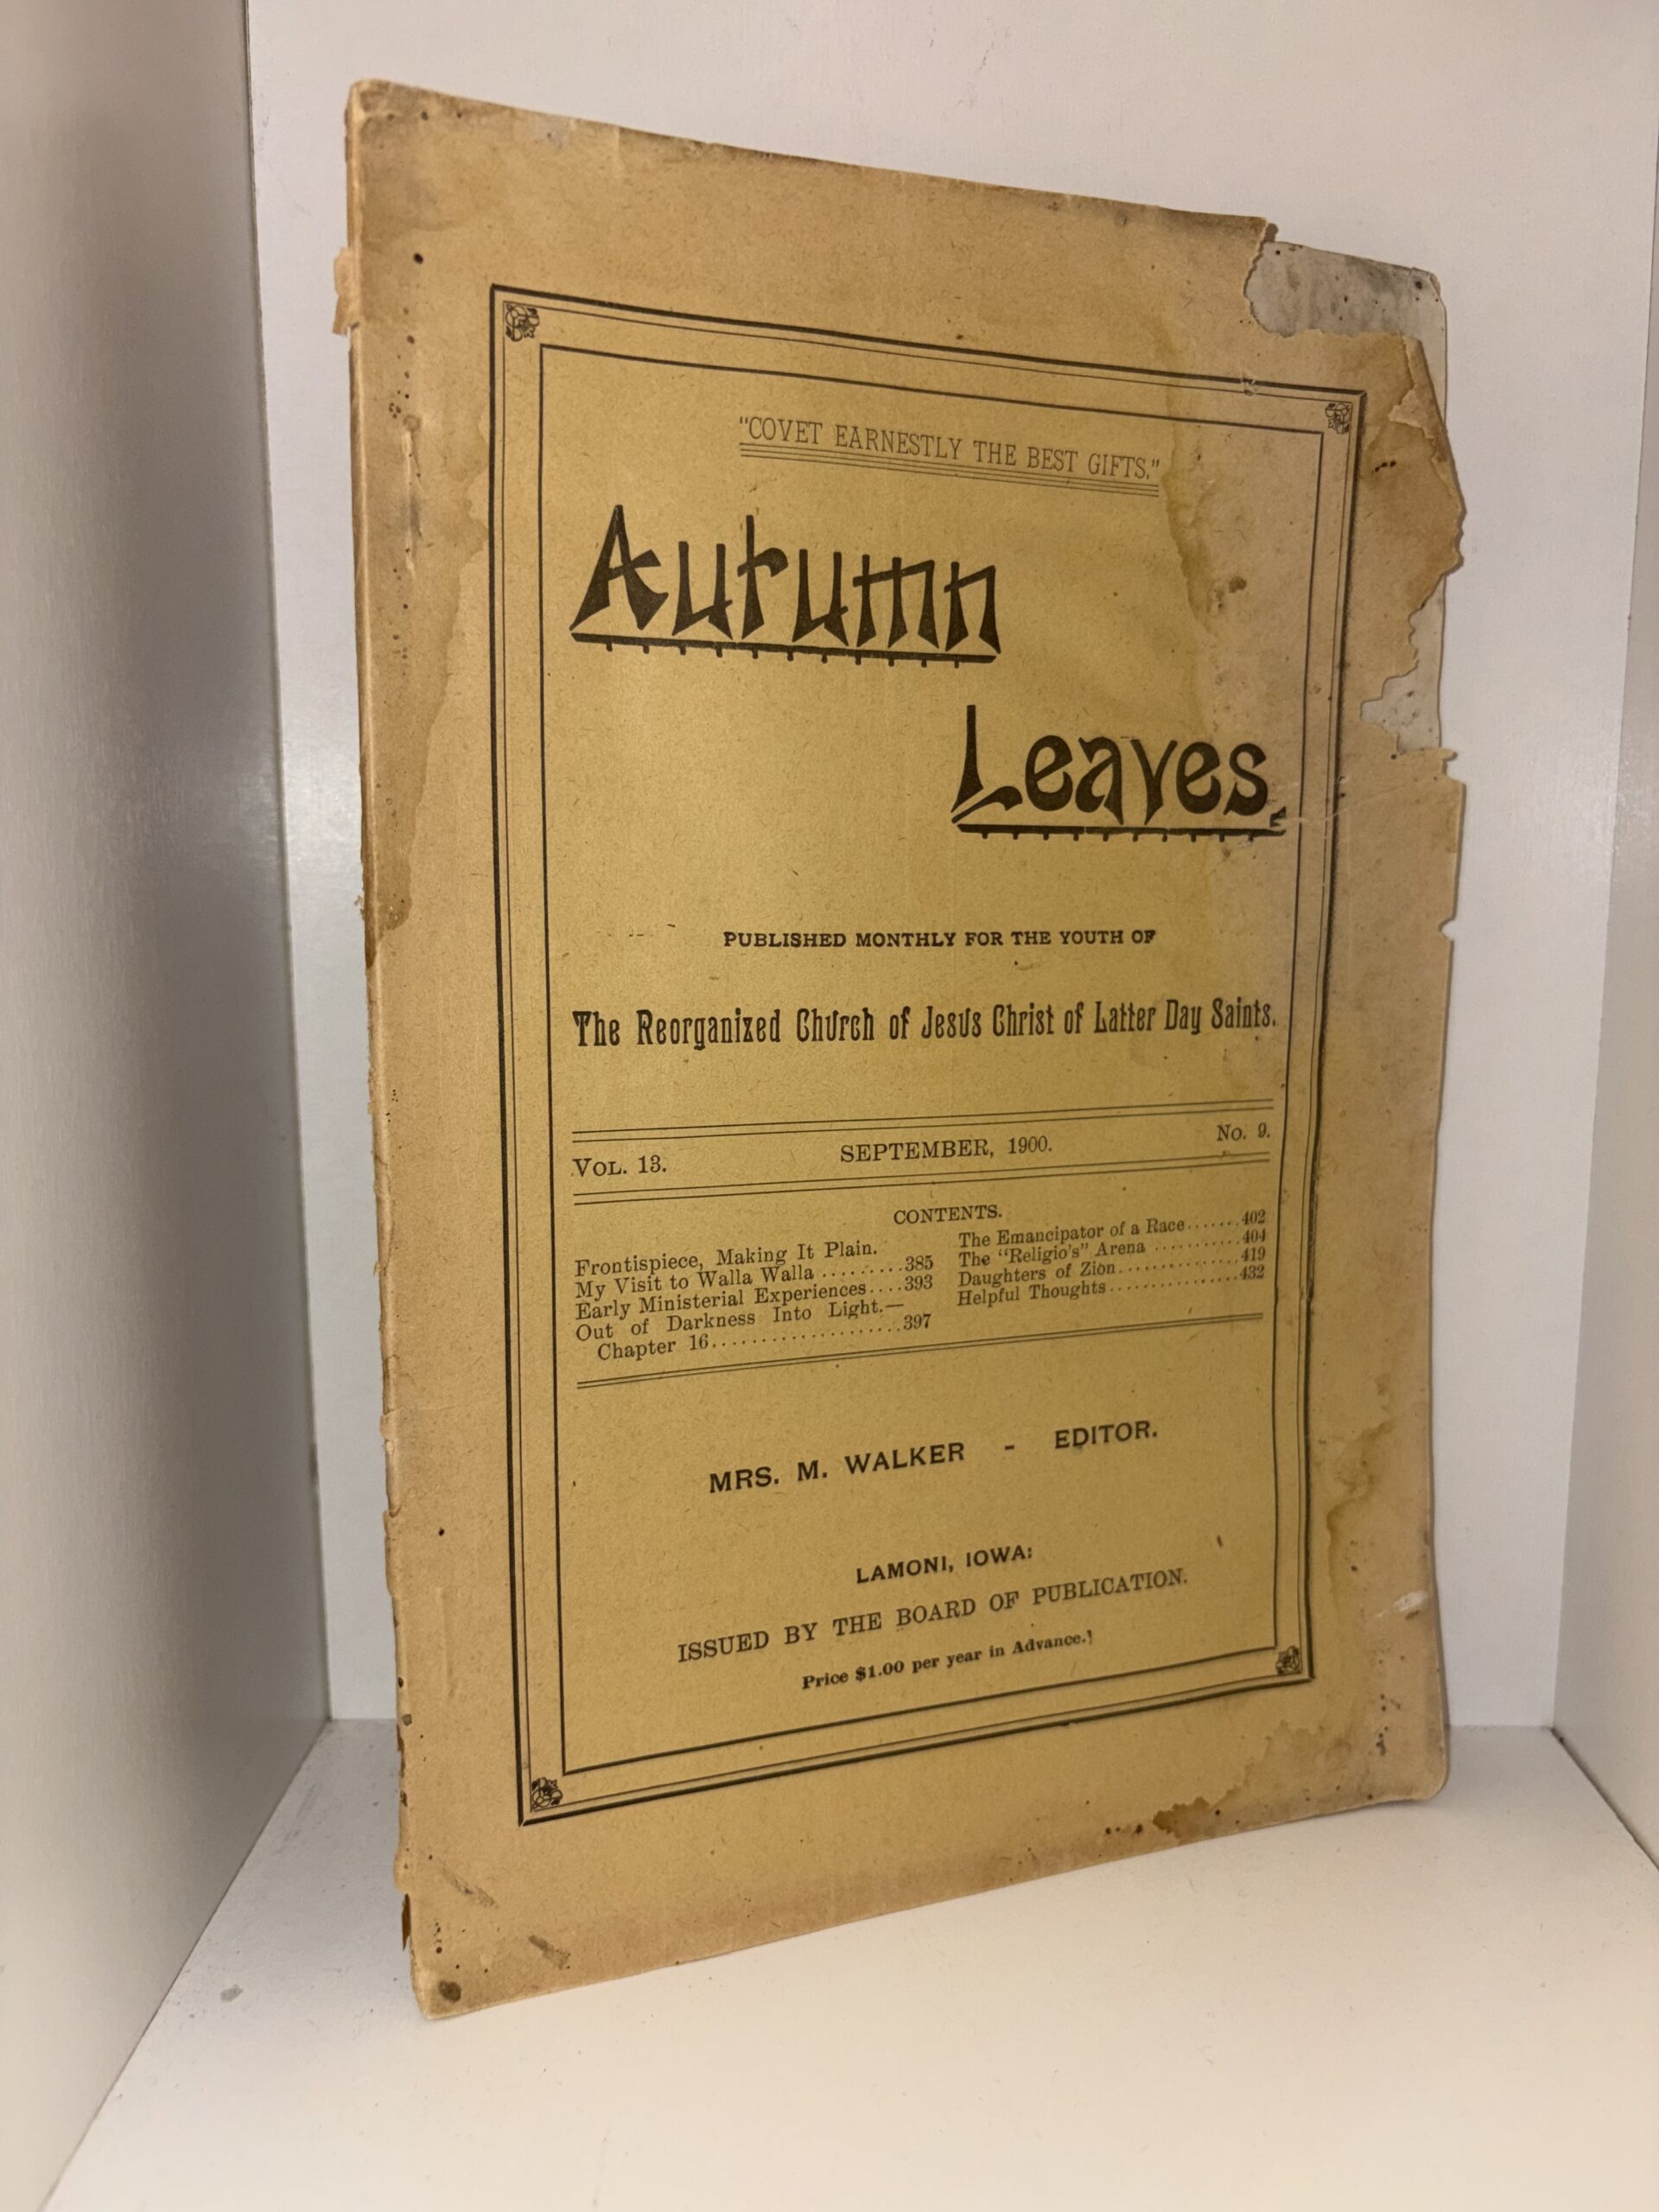 "COVET EARNESTLY THE BEST GIFTS."
Autumn
Leaves.
PUBLISHED MONTHLY FOR THE YOUTH OF
The Reorganized Church of Jesus Christ of Latter Day Saints.
VOL. 13. SEPTEMBER, 1900. No. 9.
CONTENTS.
Frontispiece, Making It Plain.
My Visit to Walla Walla .........385
Early Ministerial Experiences....393
Out of Darkness Into Light.—
Chapter 16.....................397
The Emancipator of a Race.......402
The "Religio's" Arena ...........404
Daughters of Zion...............419
Helpful Thoughts...............432
MRS. M. WALKER - EDITOR.
LAMONI, IOWA:
ISSUED BY THE BOARD OF PUBLICATION.
Price $1.00 per year in Advance.